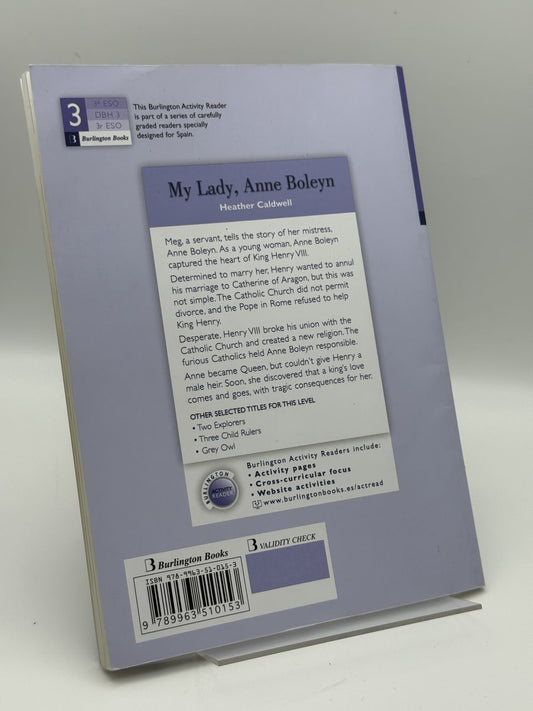 3
3º ESO
DBH 3
3r ESO
B Burlington Books
This Burlington Activity Reader
is part of a series of carefully
graded readers specially
designed for Spain.
My Lady, Anne Boleyn
Heather Caldwell
Meg, a servant, tells the story of her mistress,
Anne Boleyn. As a young woman, Anne Boleyn
captured the heart of King Henry VIII.
Determined to marry her, Henry wanted to annul
his marriage to Catherine of Aragon, but this was
not simple. The Catholic Church did not permit
divorce, and the Pope in Rome refused to help
King Henry.
Desperate, Henry VIII broke his union with the
Catholic Church and created a new religion. The
furious Catholics held Anne Boleyn responsible.
Anne became Queen, but couldn't give Henry a
male heir. Soon, she discovered that a king's love
comes and goes, with tragic consequences for her.
OTHER SELECTED TITLES FOR THIS LEVEL
• Two Explorers
• Three Child Rulers
• Grey Owl
Burlington Activity Readers include:
• Activity pages
• Cross-curricular focus
• Website activities
www.burlingtonbooks.es/actread
BURLINGTON
ACTIVITY
READER
B Burlington Books
B VALIDITY CHECK
ISBN 978-9963-51-015-3
9 789963 510153